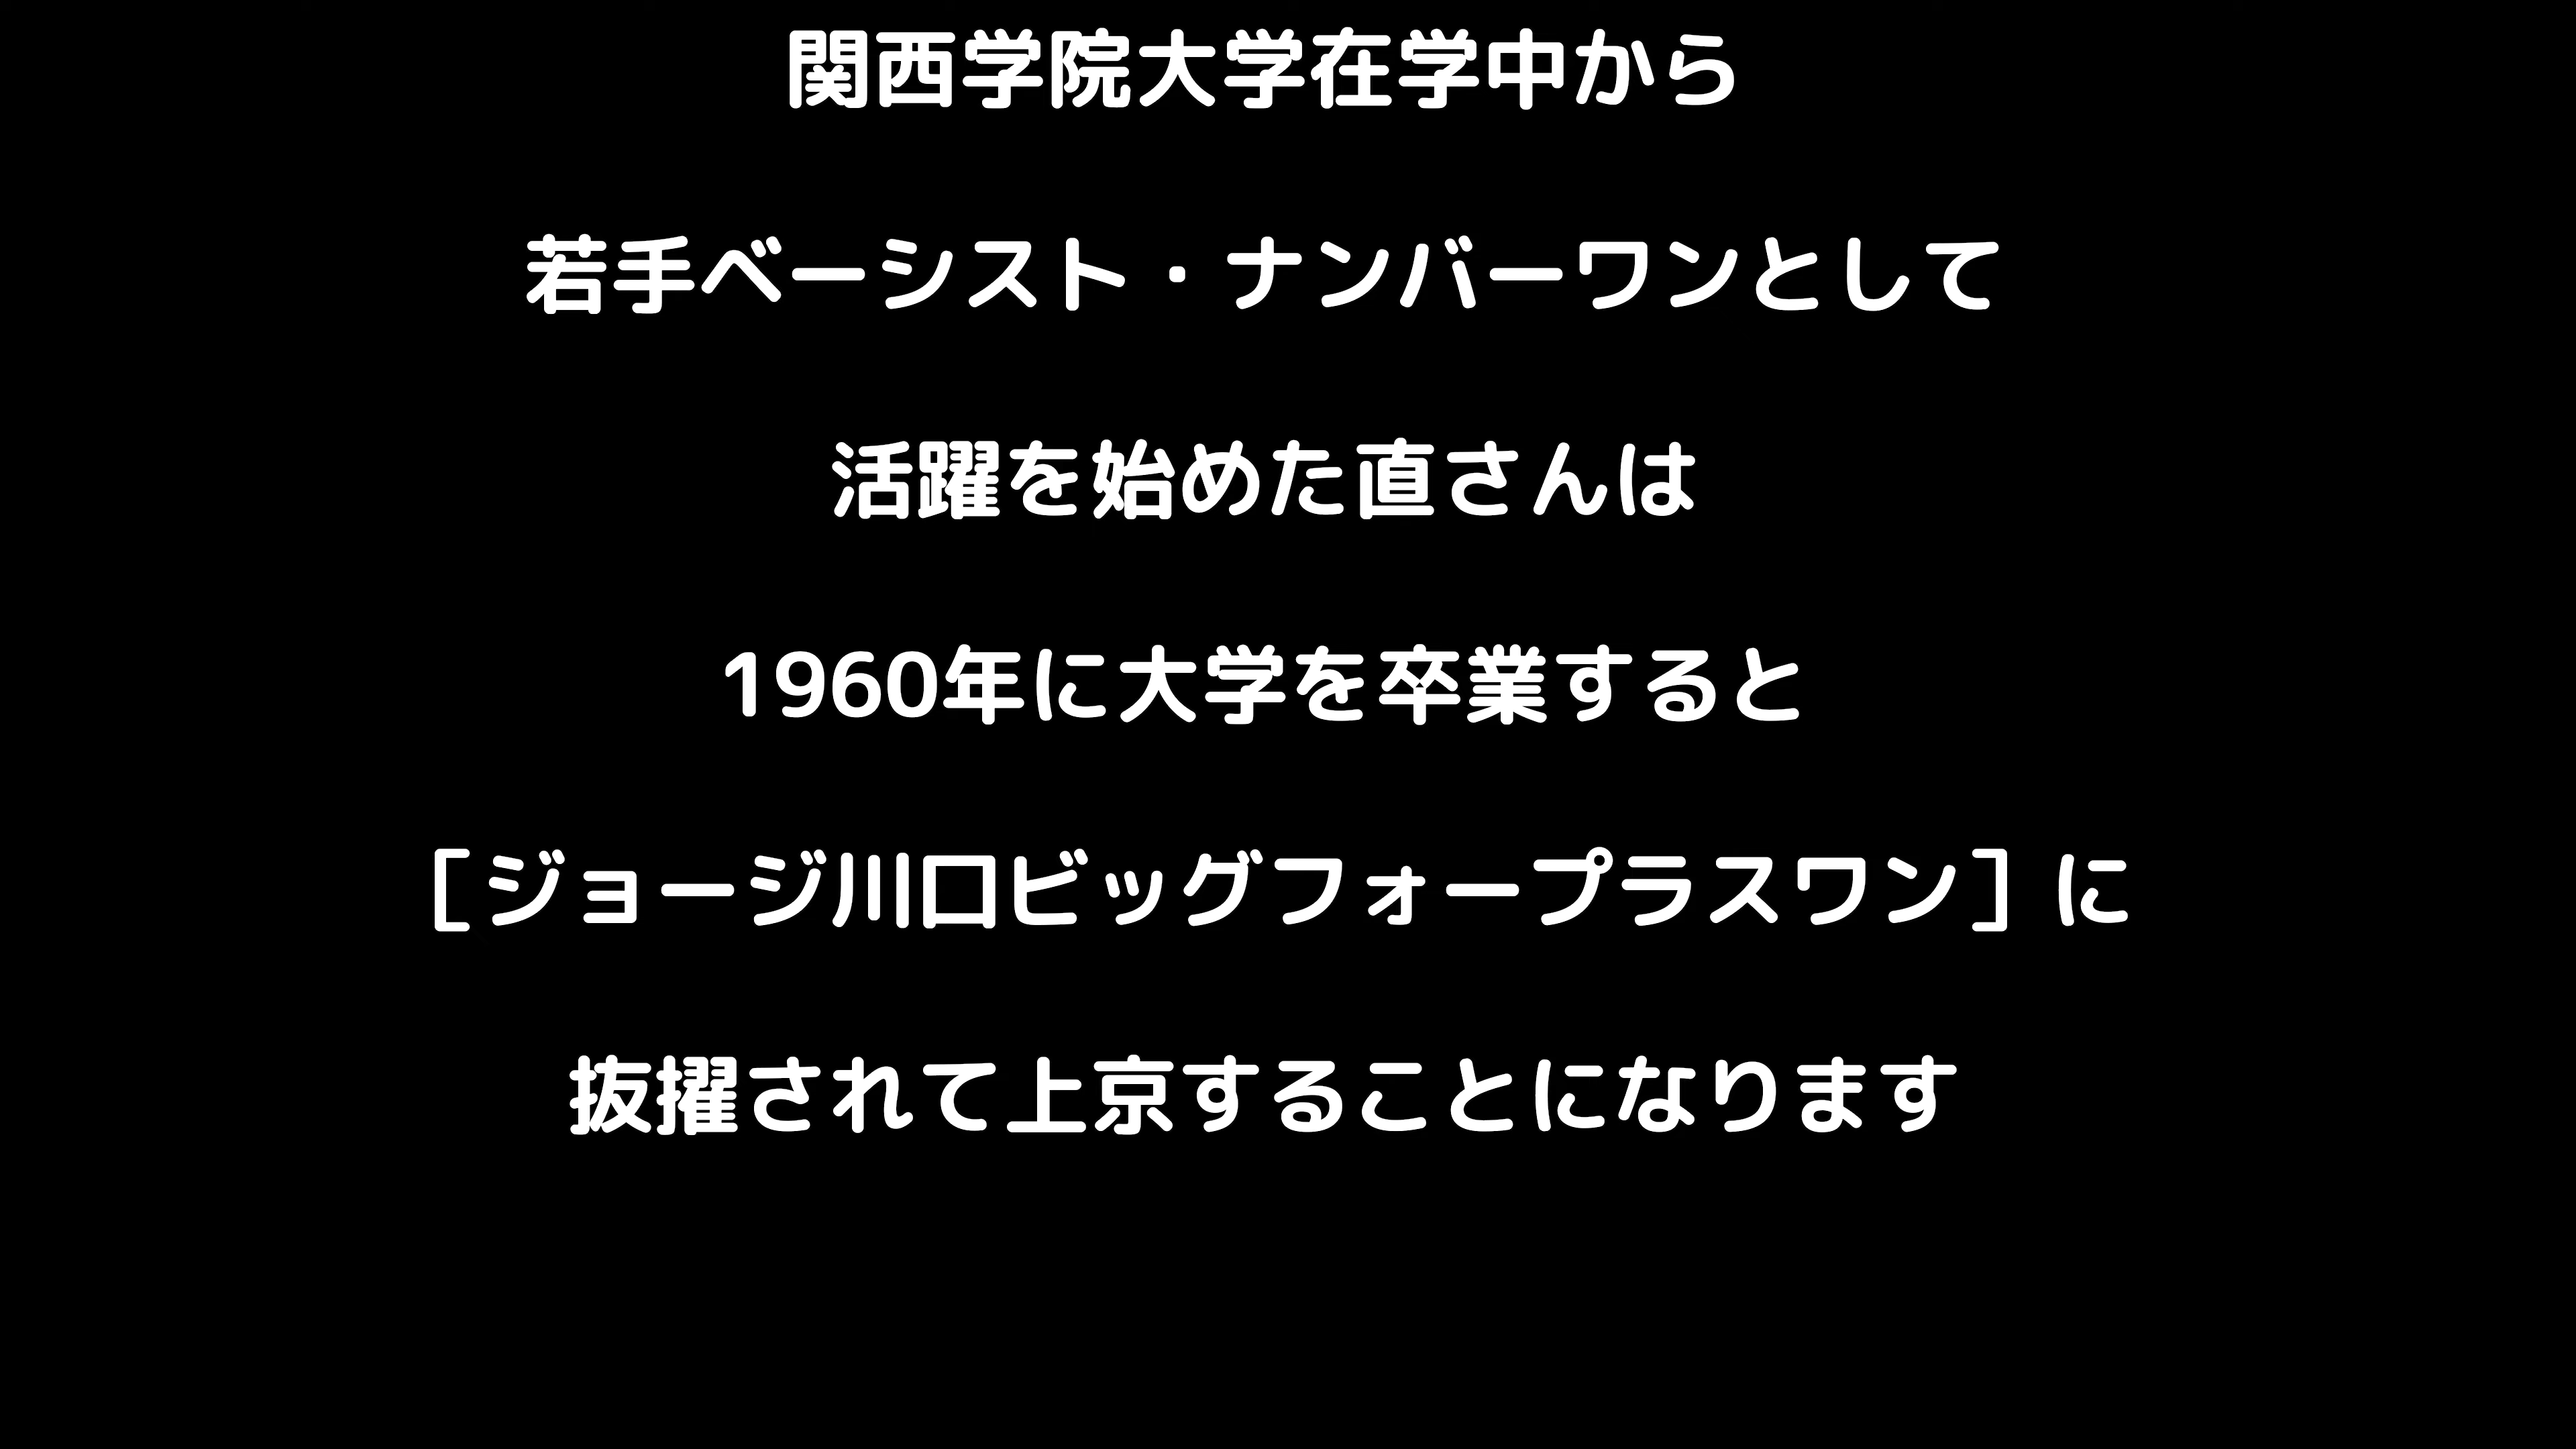 関西学院大学在学中から
若手ベーシスト・ナンバーワンとして
活躍を始めた直さんは
1960年に大学を卒業すると
［ジョージ川口ビッグフォープラスワン］に
抜擢されて上京することになります